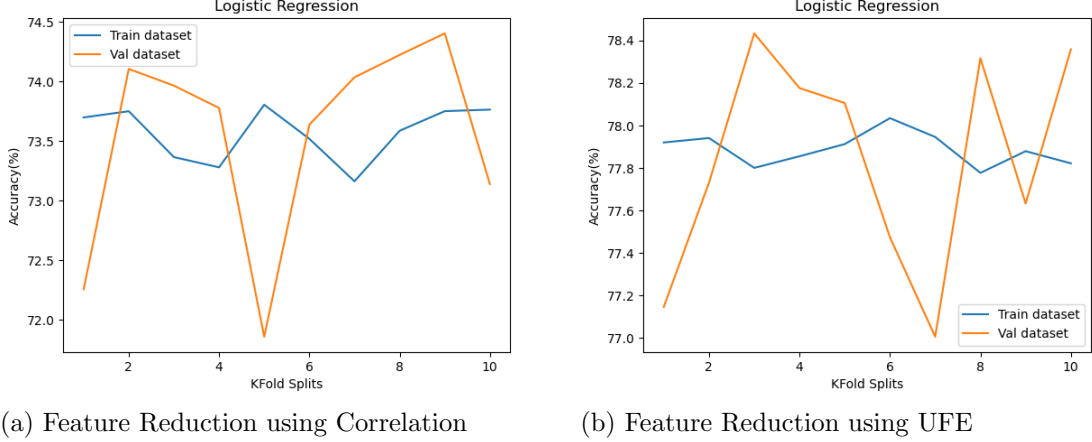 Logistic Regression
74.5
74.0
73.5
73.0
72.5
72.0
Accuracy(%)
Train dataset
Val dataset
2 4 6 8 10
KFold Splits
(a) Feature Reduction using Correlation
Logistic Regression
78.4
78.2
78.0
77.8
77.6
77.4
77.2
77.0
Accuracy(%)
Train dataset
Val dataset
2 4 6 8 10
KFold Splits
(b) Feature Reduction using UFE